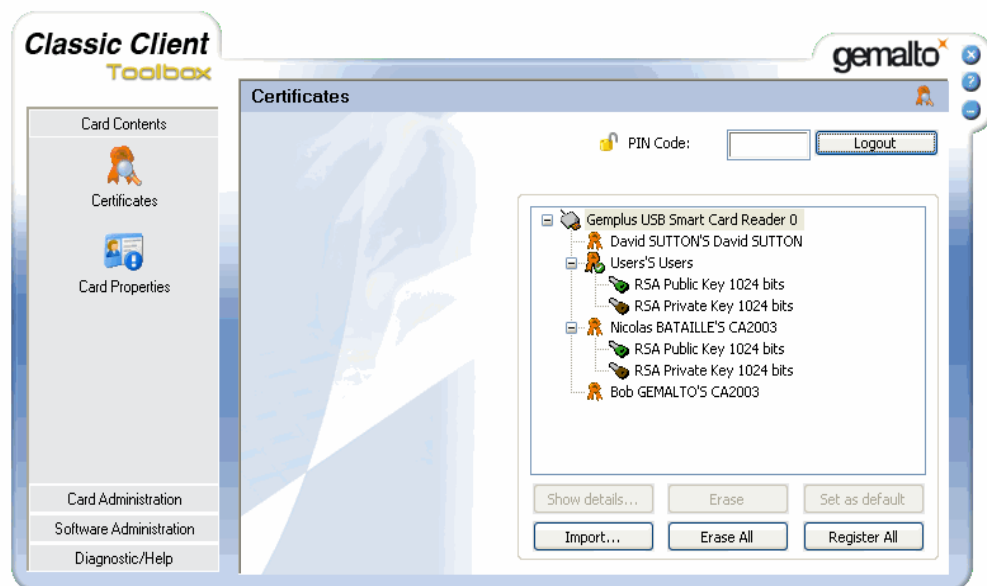 Classic Client
Toolbox
gemalto
Certificates
Card Contents
Certificates
Card Properties
Card Administration
Software Administration
Diagnostic/Help
PIN Code:
Logout
Gemplus USB Smart Card Reader 0
David SUTTON'S David SUTTON
Users'S Users
RSA Public Key 1024 bits
RSA Private Key 1024 bits
Nicolas BATAILLE'S CA2003
RSA Public Key 1024 bits
RSA Private Key 1024 bits
Bob GEMALTO'S CA2003
Show details... Erase Set as default
Import... Erase All Register All